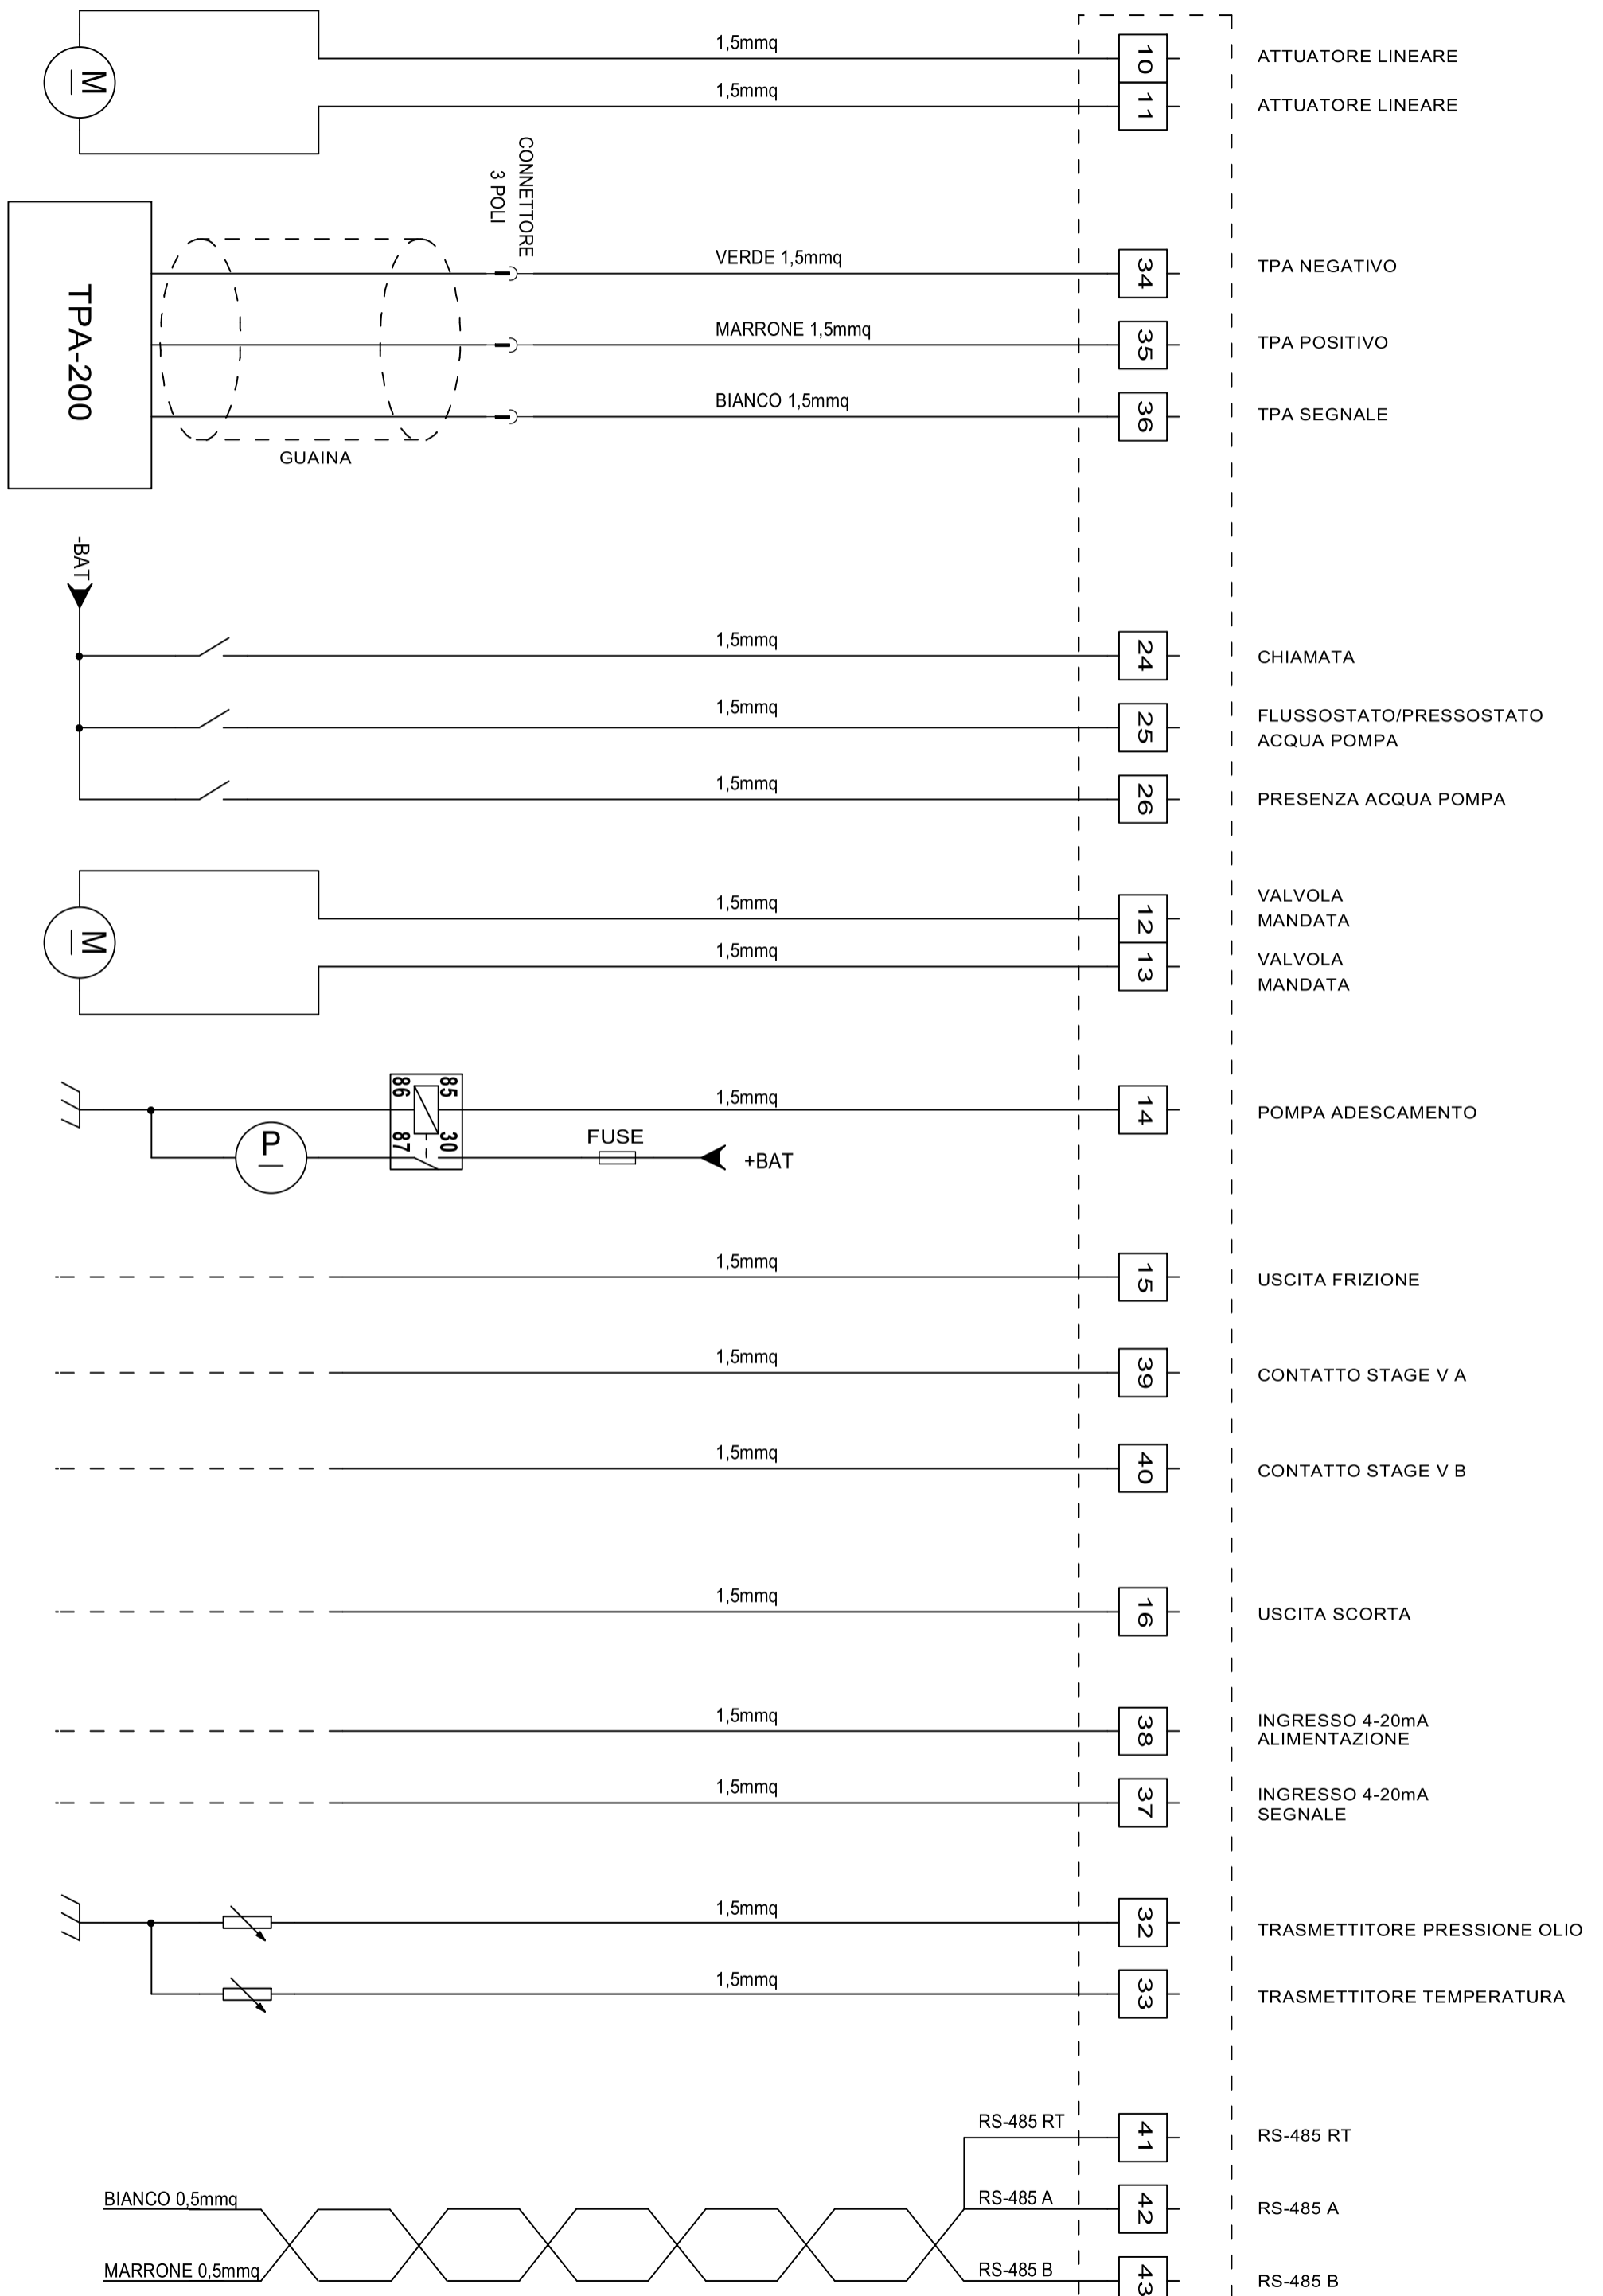 1,5mmq
10
ATTUATORE LINEARE
M
1,5mmq
11
ATTUATORE LINEARE
CONNETTORE
3 POLI
TPA-200
VERDE 1,5mmq
34
TPA NEGATIVO
MARRONE 1,5mmq
35
TPA POSITIVO
BIANCO 1,5mmq
36
TPA SEGNALE
GUAINA
-BAT
1,5mmq
24
CHIAMATA
1,5mmq
25
FLUSSOSTATO/PRESSOSTATO
ACQUA POMPA
1,5mmq
26
PRESENZA ACQUA POMPA
1,5mmq
12
VALVOLA
MANDATA
M
1,5mmq
13
VALVOLA
MANDATA
86
85
1,5mmq
14
POMPA ADESCAMENTO
P
87
30
FUSE
+BAT
1,5mmq
15
USCITA FRIZIONE
1,5mmq
39
CONTATTO STAGE V A
1,5mmq
40
CONTATTO STAGE V B
1,5mmq
16
USCITA SCORTA
1,5mmq
38
INGRESSO 4-20mA
ALIMENTAZIONE
1,5mmq
37
INGRESSO 4-20mA
SEGNALE
1,5mmq
32
TRASMETTITORE PRESSIONE OLIO
1,5mmq
33
TRASMETTITORE TEMPERATURA
RS-485 RT
41
RS-485 RT
BIANCO 0,5mmq
RS-485 A
42
RS-485 A
MARRONE 0,5mmq
RS-485 B
43
RS-485 B